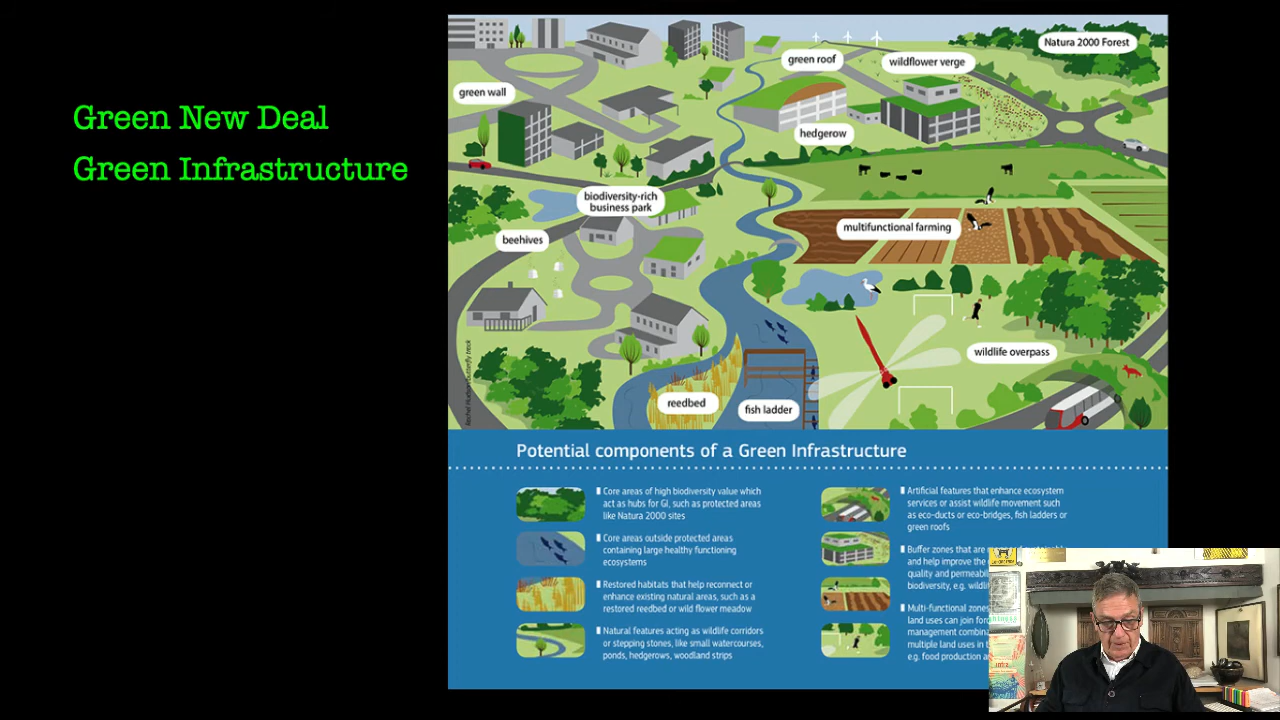 Green New Deal
Green Infrastructure
Natura 2000 Forest
green roof
wildflower verge
green wall
hedgerow
biodiversity-rich
business park
multifunctional farming
beehives
wildlife overpass
reedbed
fish ladder
Potential components of a Green Infrastructure
Core areas of high biodiversity value which
act as hubs for GI, such as protected areas
like Natura 2000 sites
Core areas outside protected areas
containing large healthy functioning
ecosystems
Restored habitats that help reconnect or
enhance existing natural areas, such as a
restored reedbed or wild flower meadow
Natural features acting as wildlife corridors
or stepping stones, like small watercourses,
ponds, hedgerows, woodland strips
Artificial features that enhance ecosystem
services or assist wildlife movement such
as eco-ducts or eco-bridges, fish ladders or
green roofs
Buffer zones that are
and help improve the
quality and permeab
biodiversity, e.g. wildl
Multi-functional zones
land uses can join for
management combin
multiple land uses in t
e.g. food production a